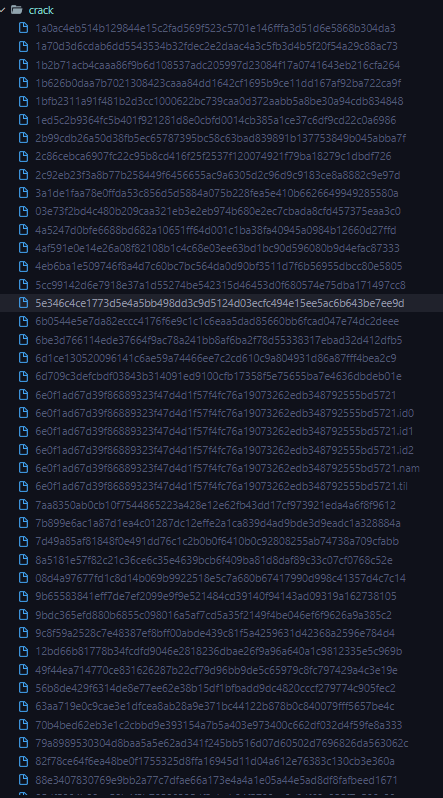 crack
1a0ac4eb514b129844e15c2fad569f523c5701e146fffa3d51d6e5868b304da3
1a70d3d6cdab6dd5543534b32fdec2e2daac4a3c5fb3d4b5f20f54a29c88ac73
1b2b71acb4caaa86f9b6d108537adc205997d23084f17a0741643eb216cfa264
1b626b0daa7b7021308423caaa84dd1642cf1695b9ce11dd167af92ba722ca9f
1bfb2311a91f481b2d3cc1000622bc739caa0d372aabb5a8be30a94cdb834848
1ed5c2b9364fc5b401f921281d8e0cbfd0014cb385a1ce37c6df9cd22c0a6986
2b99cdb26a50d38fb5ec65787395bc58c63bad839891b137753849b045abba7f
2c86cebca6907fc22c95b8cd416f25f2537f120074921f79ba18279c1dbdf726
2c92eb23f3a8b77b258449f6456655ac9a6305d2c96d9c9183ce8a8882c9e97d
3a1de1faa78e0ffda53c856d5d5884a075b228fea5e410b6626649949285580a
03e73f2bd4c480b209caa321eb3e2eb974b680e2ec7cbada8cfd457375eaa3c0
4a5247d0bfe6688bd682a10651ff64d001c1ba38fa40945a0984b12660d27ffd
4af591e0e14e26a08f82108b1c4c68e03ee63bd1bc90d596080b9d4efac87333
4eb6ba1e509746f8a4d7c60bc7bc564da0d90bf3511d7f6b56955dbcc80e5805
5cc99142d6e7918e37a1d55274be542315d46453d0f680574e75dba171497cc8
5e346c4ce1773d5e4a5bb498dd3c9d5124d03ecfc494e15ee5ac6b643be7ee9d
6b0544e5e7da82eccc4176f6e9c1c1c6eaa5dad85660bb6fcad047e74dc2deee
6be3d766114ede37664f9ac78a241bb8af6ba2f78d55338317ebad32d412dfb5
6d1ce130520096141c6ae59a74466ee7c2cd610c9a804931d86a87fff4bea2c9
6d709c3defcbdf03843b314091ed9100cfb17358f5e75655ba7e4636dbdeb01e
6e0f1ad67d39f86889323f47d4d1f57f4fc76a19073262edb348792555bd5721
6e0f1ad67d39f86889323f47d4d1f57f4fc76a19073262edb348792555bd5721.id0
6e0f1ad67d39f86889323f47d4d1f57f4fc76a19073262edb348792555bd5721.id1
6e0f1ad67d39f86889323f47d4d1f57f4fc76a19073262edb348792555bd5721.id2
6e0f1ad67d39f86889323f47d4d1f57f4fc76a19073262edb348792555bd5721.nam
6e0f1ad67d39f86889323f47d4d1f57f4fc76a19073262edb348792555bd5721.til
7aa8350ab0cb10f7544865223a428e12e62fb43dd17cf973921eda4a6f8f9612
7b899e6ac1a87d1ea4c01287dc12effe2a1ca839d4ad9bde3d9eadc1a328884a
7d49a85af81848f0e491dd76c1c2b0b0f6410b0c92808255ab74738a709cfabb
8a5181e57f82c21c36ce6c35e4639bcb6f409ba81d8daf89c33c07cf0768c52e
08d4a97677fd1c8d14b069b9922518e5c7a680b67417990d998c41357d4c7c14
9b65583841eff7de7ef2099e9f9e521484cd39140f94143ad09319a162738105
9bdc365efd880b6855c098016a5af7cd5a35f2149f4be046ef6f9626a9a385c2
9c8f59a2528c7e48387ef8bff00abde439c81f5a4259631d42368a2596e784d4
12bd66b81778b34fcdfd9046e2818236dbae26f9a96a640a1c9812335e5c969b
49f44ea714770ce831626287b22cf79d96bb9de5c65979c8fc797429a4c3e19e
56b8de429f6314de8e77ee62e38b15df1bfbadd9dc4820cccf279774c905fec2
63aa719e0c9cae3e1dfcea8ab28a9e371bc44122b878b0c840079fff5657be4c
70b4bed62eb3e1c2cbbd9e393154a7b5a403e973400c662df032d4f59fe8a333
79a8989530304d8baa5a5e62ad341f245bb516d07d60502d7696826da563062c
82f78ce64f6ea48be0f1755325d8ffa16945d11d04a612e76383c130cb3e360a
88e3407830769e9bb2a77c7dfae66a173e4a4a1e05a44e5ad8df8fafbeed1671